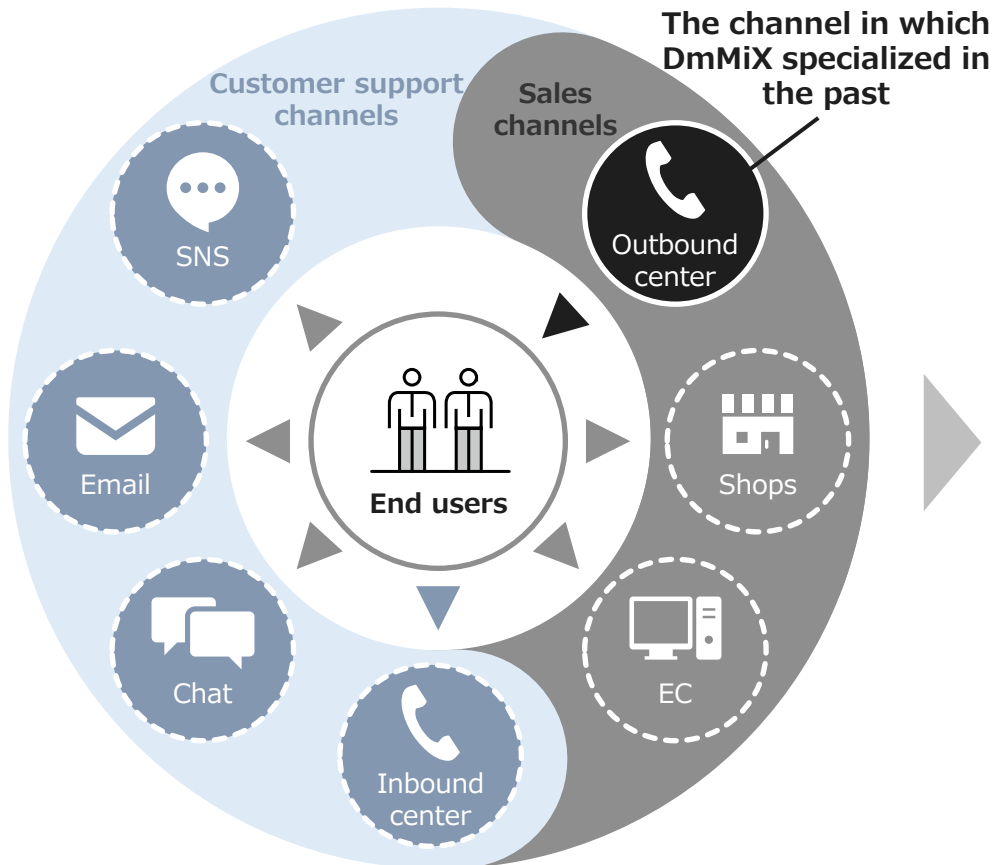 The channel in which
DmMiX specialized in
the past
Customer support
channels
Sales
channels
Outbound
center
SNS
Shops
Email
End users
EC
Chat
Inbound
center